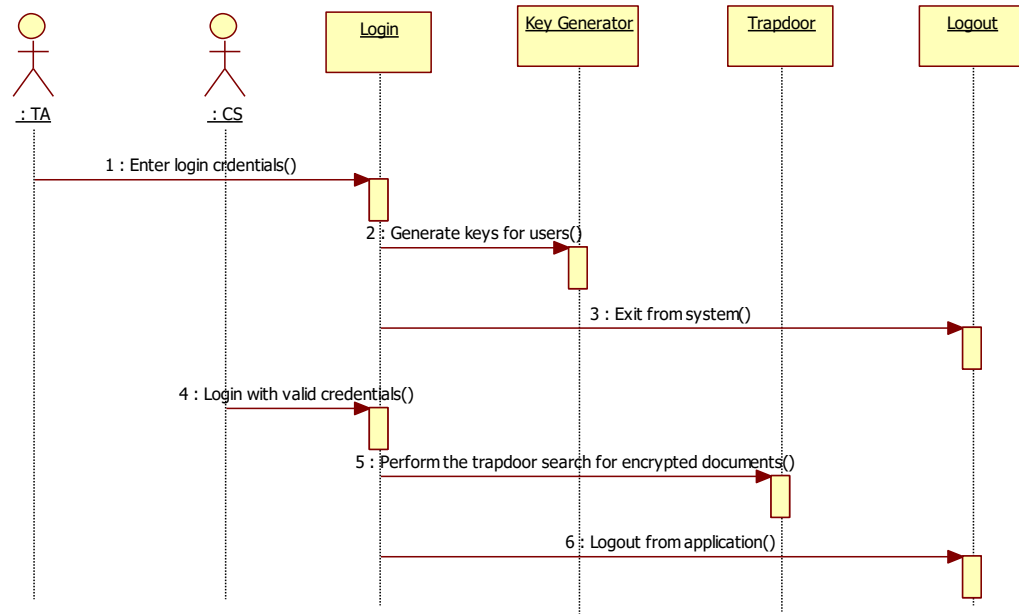 Login
Key Generator
Trapdoor
Logout
: TA
: CS
1 : Enter login crdentials()
2 : Generate keys for users()
3 : Exit from system()
4 : Login with valid credentials()
5 : Perform the trapdoor search for encrypted documents()
6 : Logout from application()